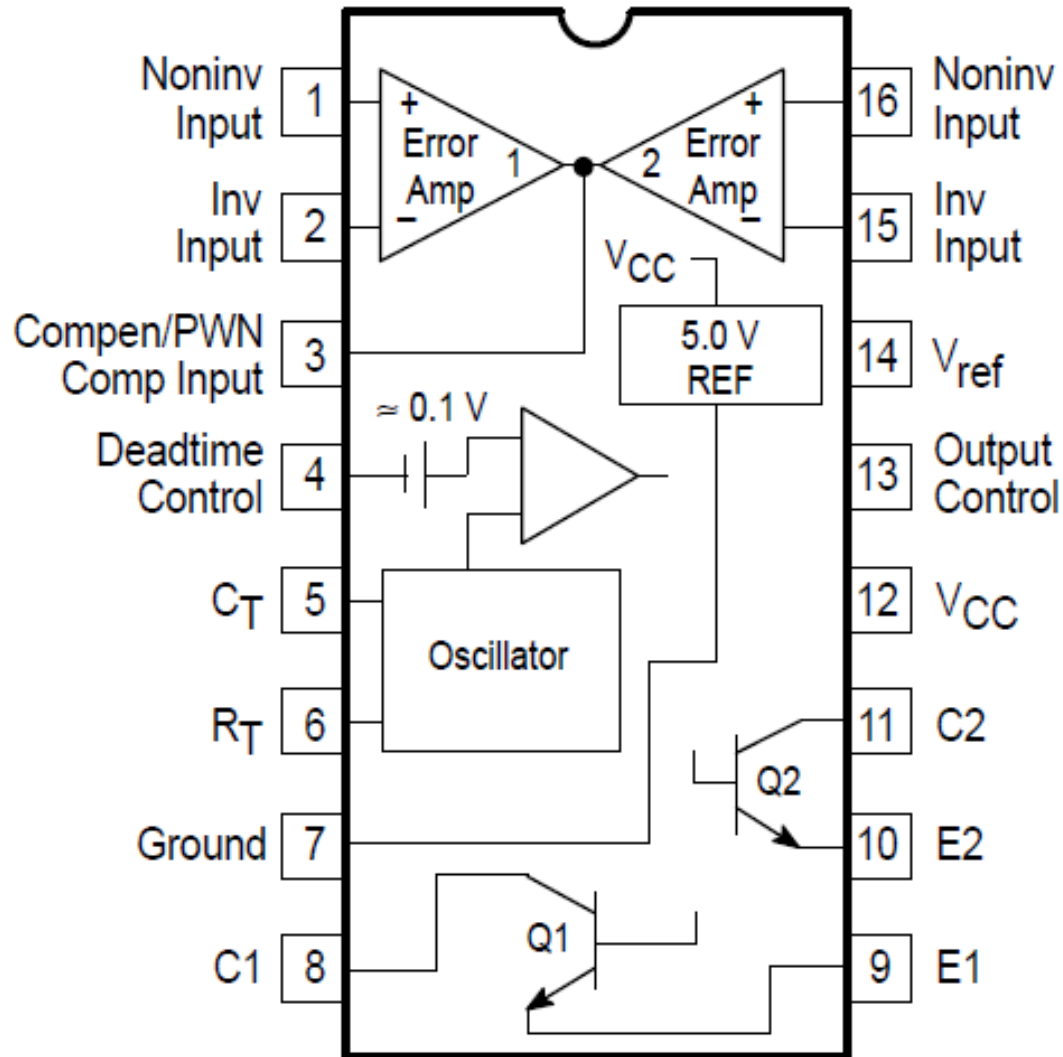 Noninv
Input
1
+
Error
Amp
1
−
2
Error
Amp
+
−
16
Noninv
Input
Inv
Input
2
15
Inv
Input
VCC
Compen/PWN
Comp Input
3
5.0 V
REF
14
Vref
≈ 0.1 V
Deadtime
Control
4
13
Output
Control
CT
5
Oscillator
12
VCC
RT
6
11
C2
Q2
Ground
7
10
E2
C1
8
Q1
9
E1